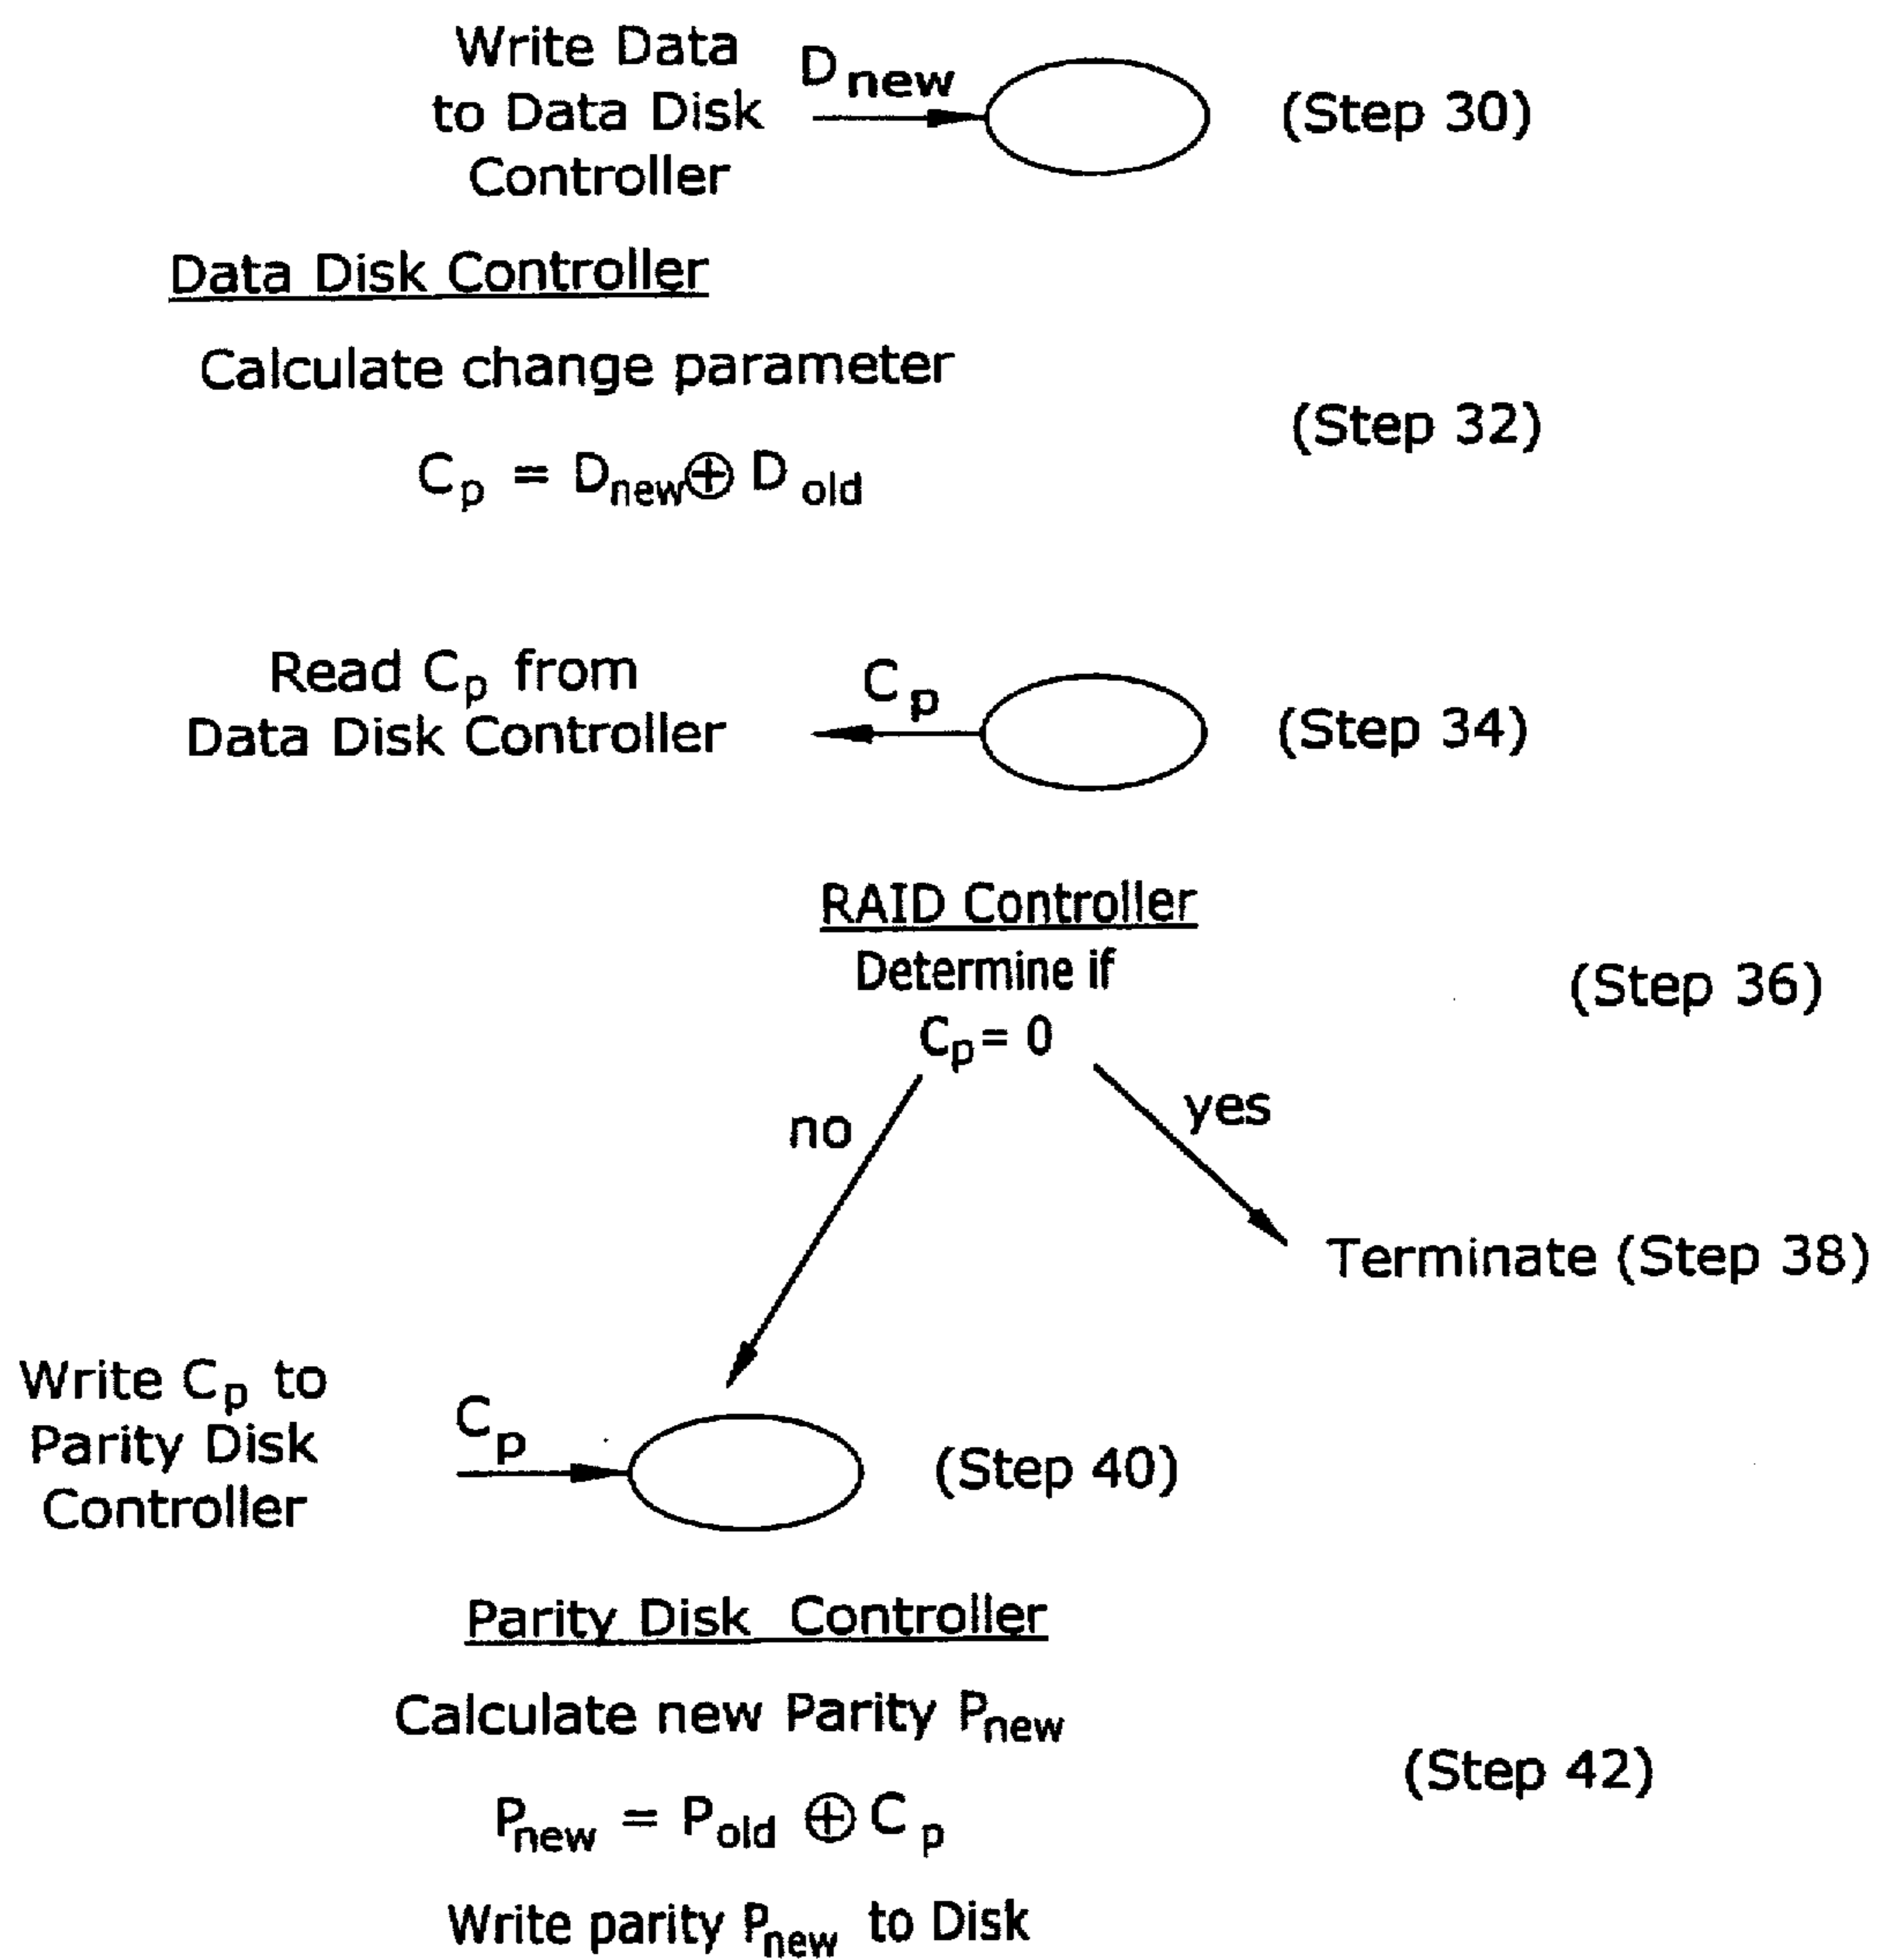 Write Data
to Data Disk
Controller
D new
(Step 30)
Data Disk Controller
Calculate change parameter
(Step 32)
Cp = Dnew ⊕ D old
Read Cp from
Data Disk Controller
Cp
(Step 34)
RAID Controller
Determine if
Cp = 0
(Step 36)
no
yes
Terminate (Step 38)
Write Cp to
Parity Disk
Controller
Cp
(Step 40)
Parity Disk Controller
Calculate new Parity Pnew
(Step 42)
Pnew = Pold ⊕ Cp
Write parity Pnew to Disk